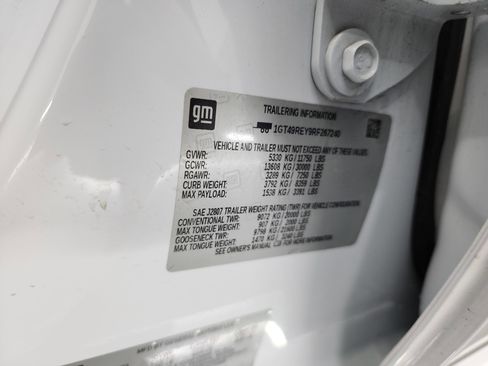 gm
TRAILERING INFORMATION
1GT49REY9RF267240
VEHICLE AND TRAILER MUST NOT EXCEED ANY OF THESE VALUES:
GVWR: 5330 KG/11750 LBS
GCWR: 13608 KG/30000 LBS
RGAWR: 3289 KG/ 7250 LBS
CURB WEIGHT: 3792 KG/ 8359 LBS
MAX PAYLOAD: 1538 KG/ 3391 LBS
SAE J2807 TRAILER WEIGHT RATING (TWR) FOR VEHICLE CONFIGURATION.
CONVENTIONAL TWR: 9072 KG/20000 LBS
MAX TONGUE WEIGHT: 907 KG/ 2000 LBS
GOOSENECK TWR: 9798 KG/21600 LBS
MAX TONGUE WEIGHT: 1470 KG/ 3240 LBS
SEE OWNER'S MANUAL FOR MORE INFORMATION.